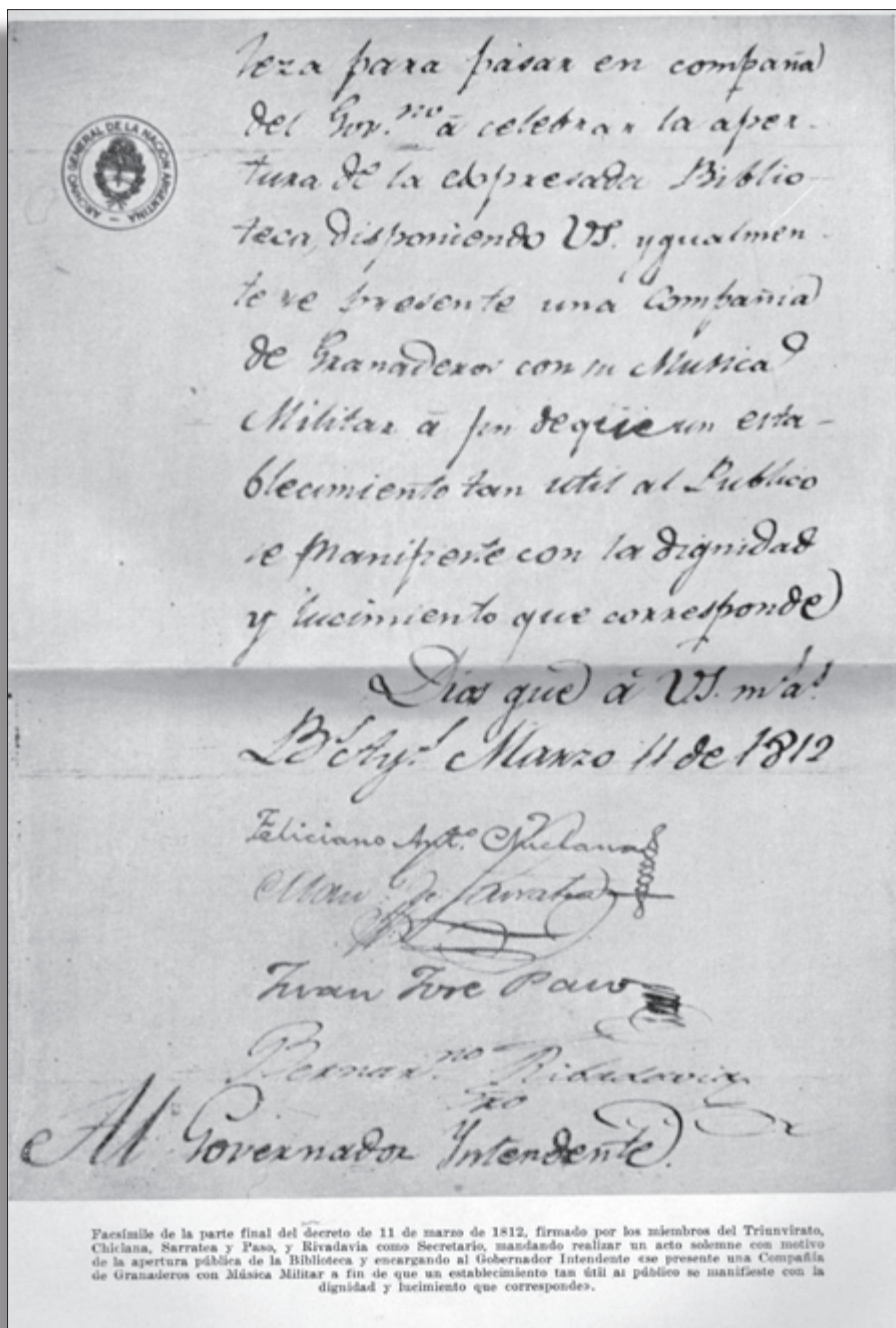 ARCHIVO GENERAL DE LA NACION ARGENTINA
leza para pasar en compaña
del Gov.no á celebrar la aper-
tura de la expresada Biblio-
teca, disponiendo VS. ygualmen-
te se presente una Compañia
de Granaderos con su Musica
Militar á fin de que un esta-
blecimiento tan util al Publico
se manifieste con la dignidad
y lucimiento que corresponde
Dios gue á VS. m.s a.s
B.s Ay.s Marzo 11 de 1812
Feliciano Ant.o Chiclana
Man.l de Sarratea
Juan Jose Paso
Bernar.no Ribadavia
Sro
Al Governador Yntendente.
Facsímile de la parte final del decreto de 11 de marzo de 1812, firmado por los miembros del Triunvirato,
Chiclana, Sarratea y Paso, y Rivadavia como Secretario, mandando realizar un acto solemne con motivo
de la apertura pública de la Biblioteca y encargando al Gobernador Intendente «se presente una Compañía
de Granaderos con Música Militar a fin de que un establecimiento tan útil al público se manifieste con la
dignidad y lucimiento que corresponde».